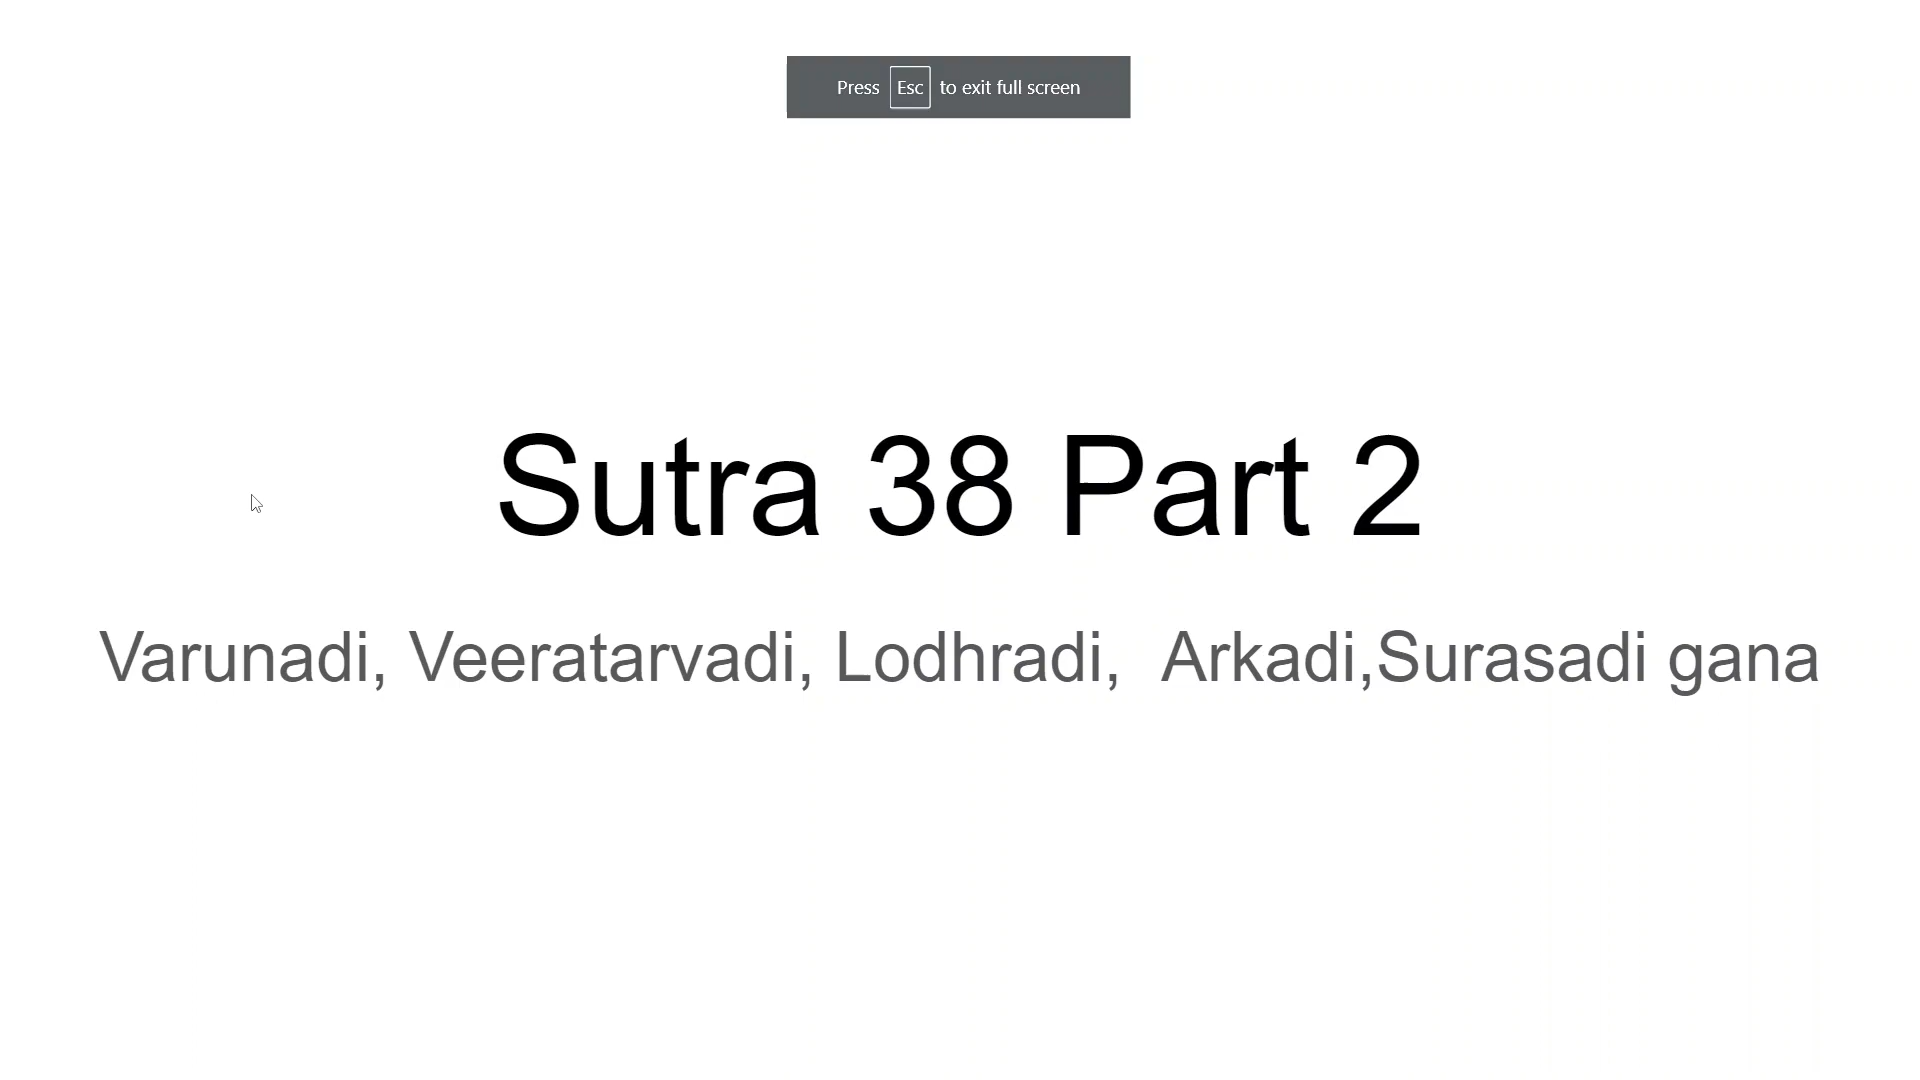 Press Esc to exit full screen
Sutra 38 Part 2
Varunadi, Veeratarvadi, Lodhradi,  Arkadi,Surasadi gana